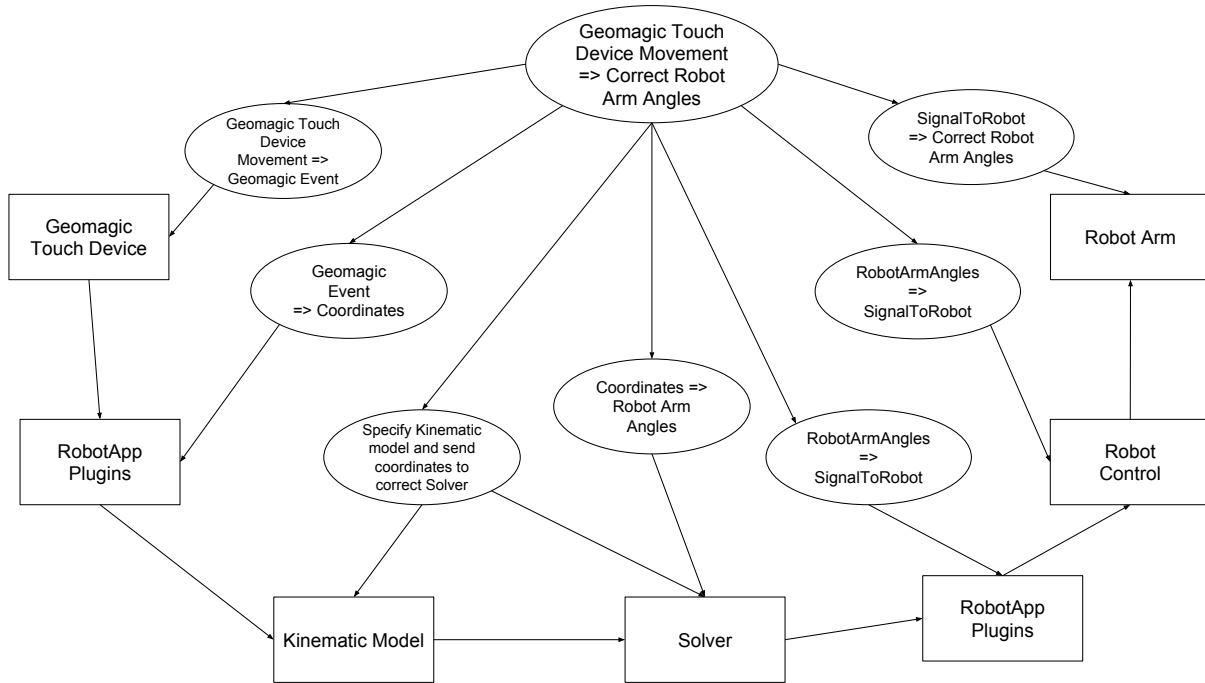 Geomagic Touch
Device Movement
=> Correct Robot
Arm Angles
Geomagic Touch
Device
Movement =>
Geomagic Event
SignalToRobot
=> Correct Robot
Arm Angles
Geomagic
Touch Device
Robot Arm
Geomagic
Event
=> Coordinates
RobotArmAngles
=>
SignalToRobot
Coordinates =>
Robot Arm
Angles
RobotApp
Plugins
Specify Kinematic
model and send
coordinates to
correct Solver
RobotArmAngles
=>
SignalToRobot
Robot
Control
Kinematic Model
Solver
RobotApp
Plugins